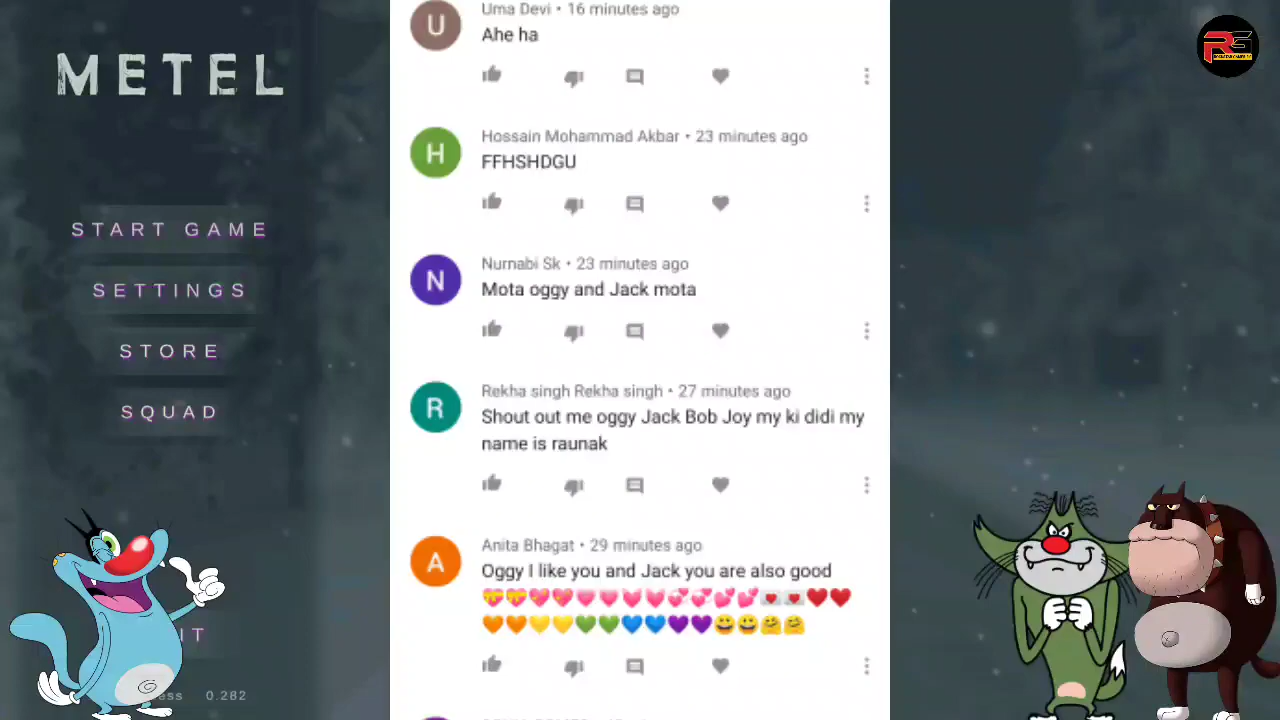 METEL
START GAME
SETTINGS
STORE
SQUAD
IT
ess 0.282
Uma Devi • 16 minutes ago
Ahe ha
Hossain Mohammad Akbar • 23 minutes ago
FFHSHDGU
Nurnabi Sk • 23 minutes ago
Mota oggy and Jack mota
Rekha singh Rekha singh • 27 minutes ago
Shout out me oggy Jack Bob Joy my ki didi my
name is raunak
Anita Bhagat • 29 minutes ago
Oggy I like you and Jack you are also good
U
H
N
R
A
RG